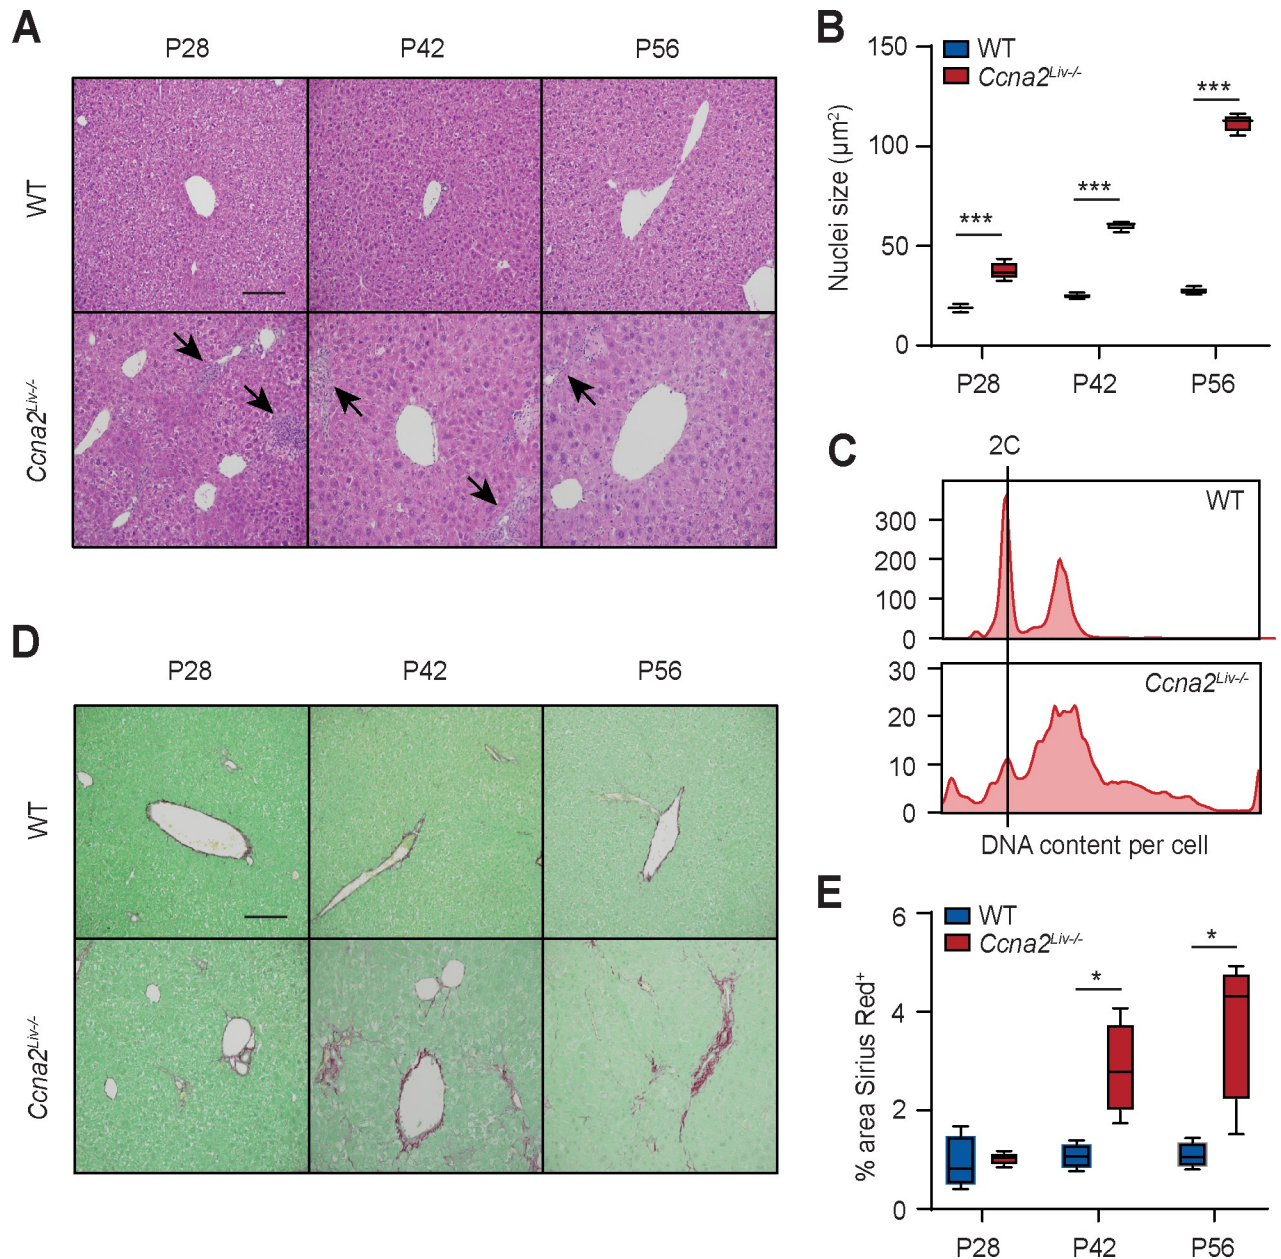 A
P28 P42 P56
WT
Ccna2Liv-/-
B
WT
Ccna2Liv-/-
Nuclei size (µm2)
150
100
50
0
***
***
***
P28 P42 P56
C
2C
WT
300
200
100
0
Ccna2Liv-/-
30
20
10
0
DNA content per cell
D
P28 P42 P56
WT
Ccna2Liv-/-
E
WT
Ccna2Liv-/-
% area Sirius Red+
6
4
2
0
*
*
P28 P42 P56